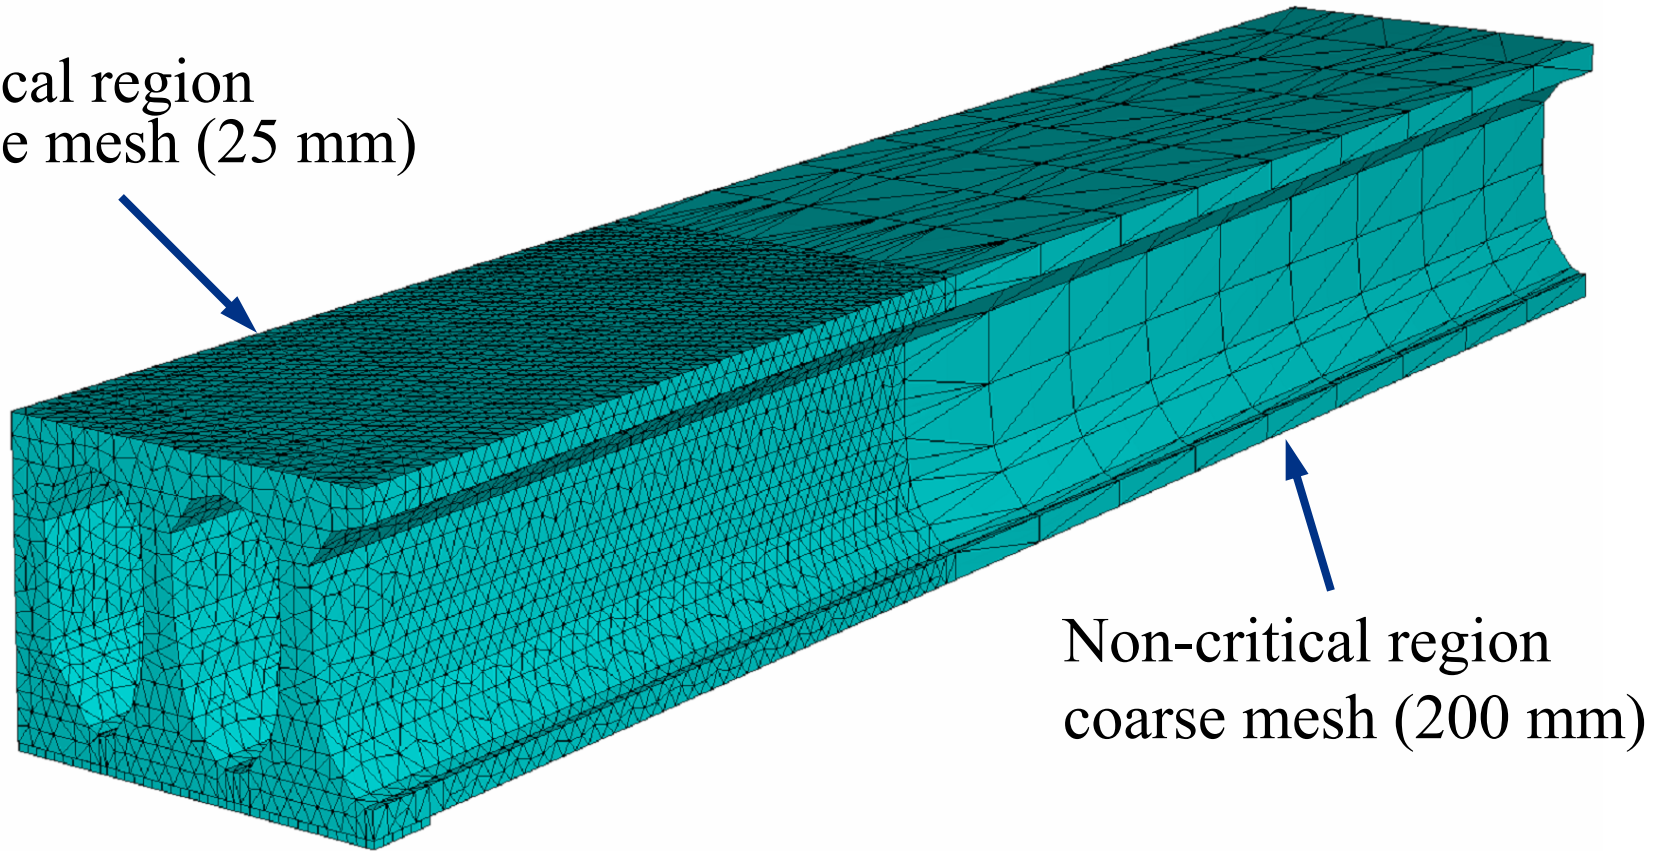 cal region
e mesh (25 mm)
Non-critical region
coarse mesh (200 mm)